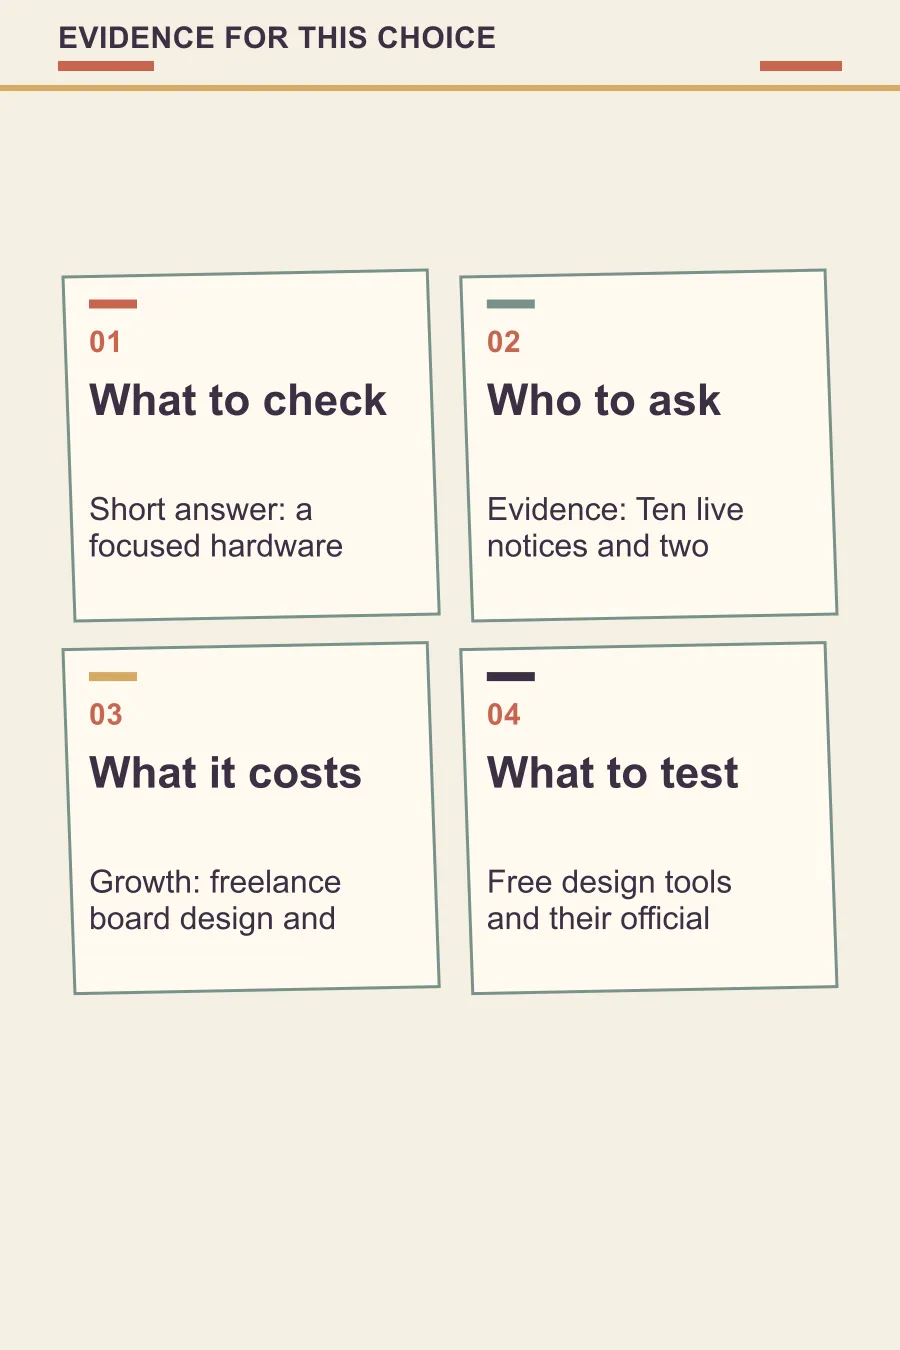 EVIDENCE FOR THIS CHOICE
01
What to check
Short answer: a
focused hardware
02
Who to ask
Evidence: Ten live
notices and two
03
What it costs
Growth: freelance
board design and
04
What to test
Free design tools
and their official